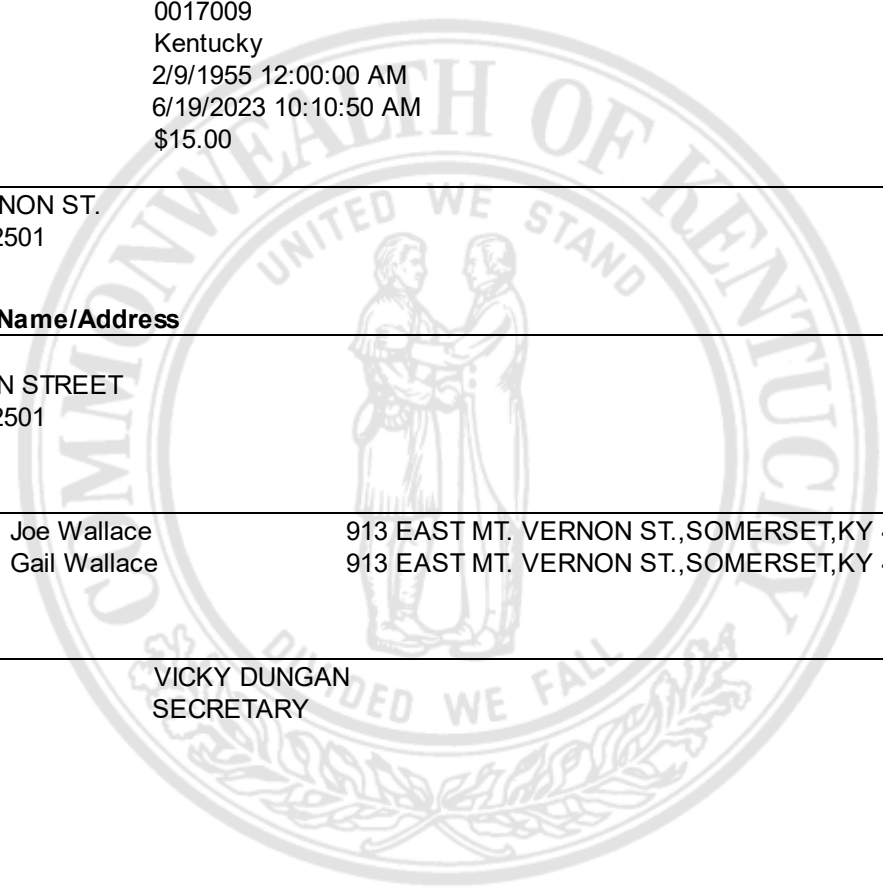 0017009
Kentucky
2/9/1955 12:00:00 AM
6/19/2023 10:10:50 AM
$15.00
NON ST.
2501
Name/Address
N STREET
2501
Joe Wallace 913 EAST MT. VERNON ST.,SOMERSET,KY
Gail Wallace 913 EAST MT. VERNON ST.,SOMERSET,KY
VICKY DUNGAN
SECRETARY
COMMONWEALTH OF KENTUCKY
UNITED WE STAND
DIVIDED WE FALL